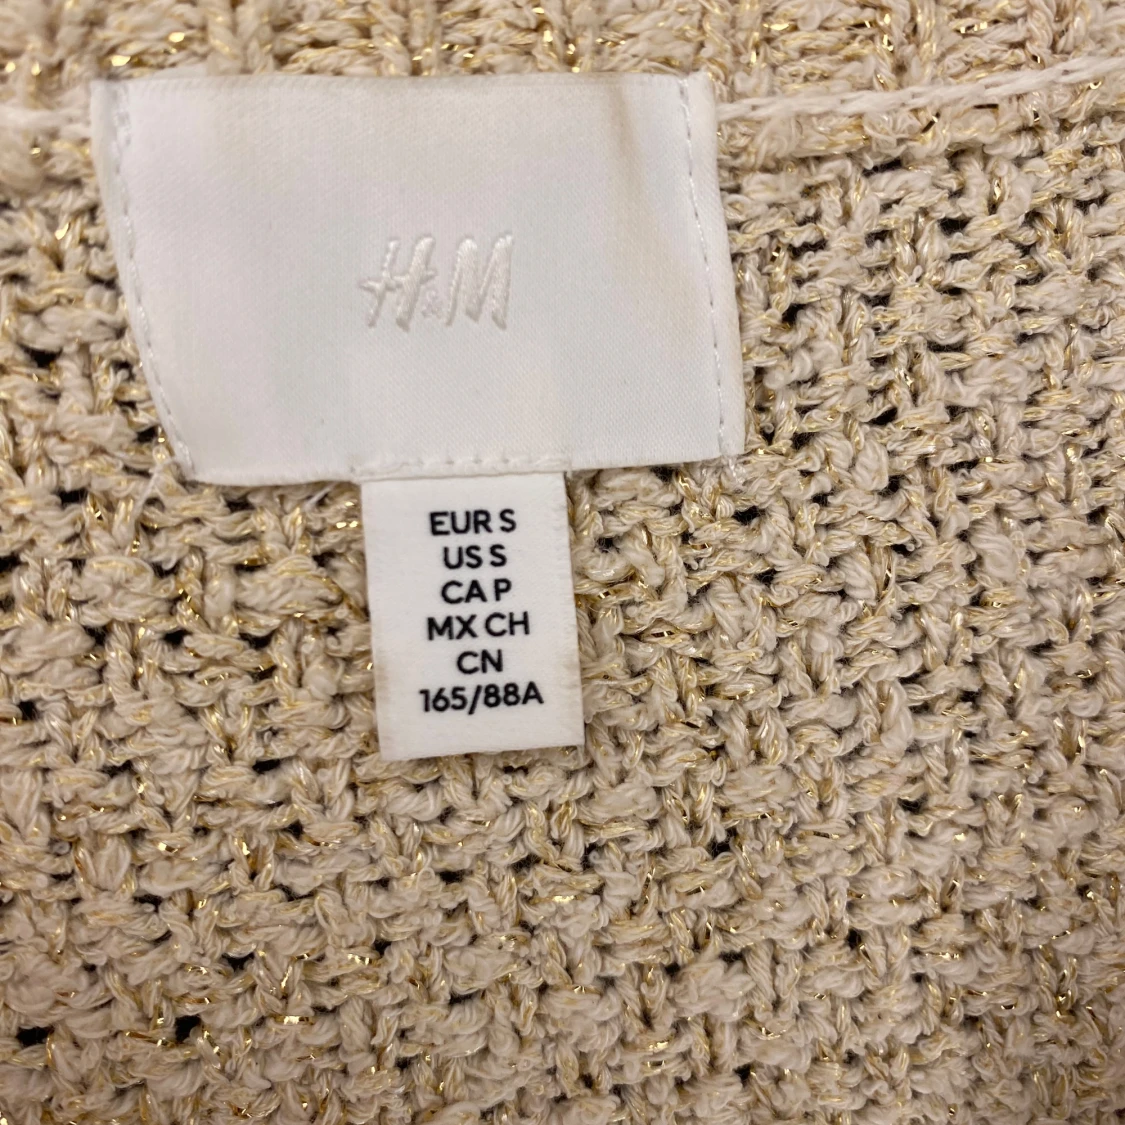 H&M
EUR S
US S
CA P
MX CH
CN
165/88A